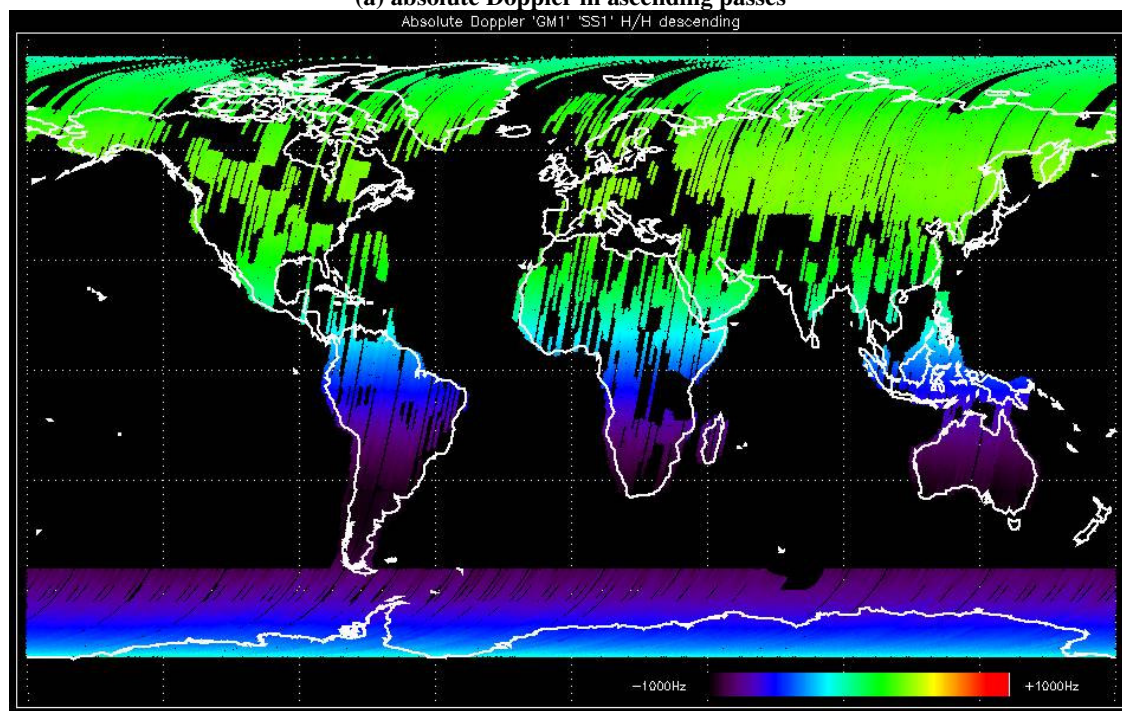 (a) absolute Doppler in ascending passes
Absolute Doppler 'GM1' 'SS1' H/H descending
-1000Hz
+1000Hz